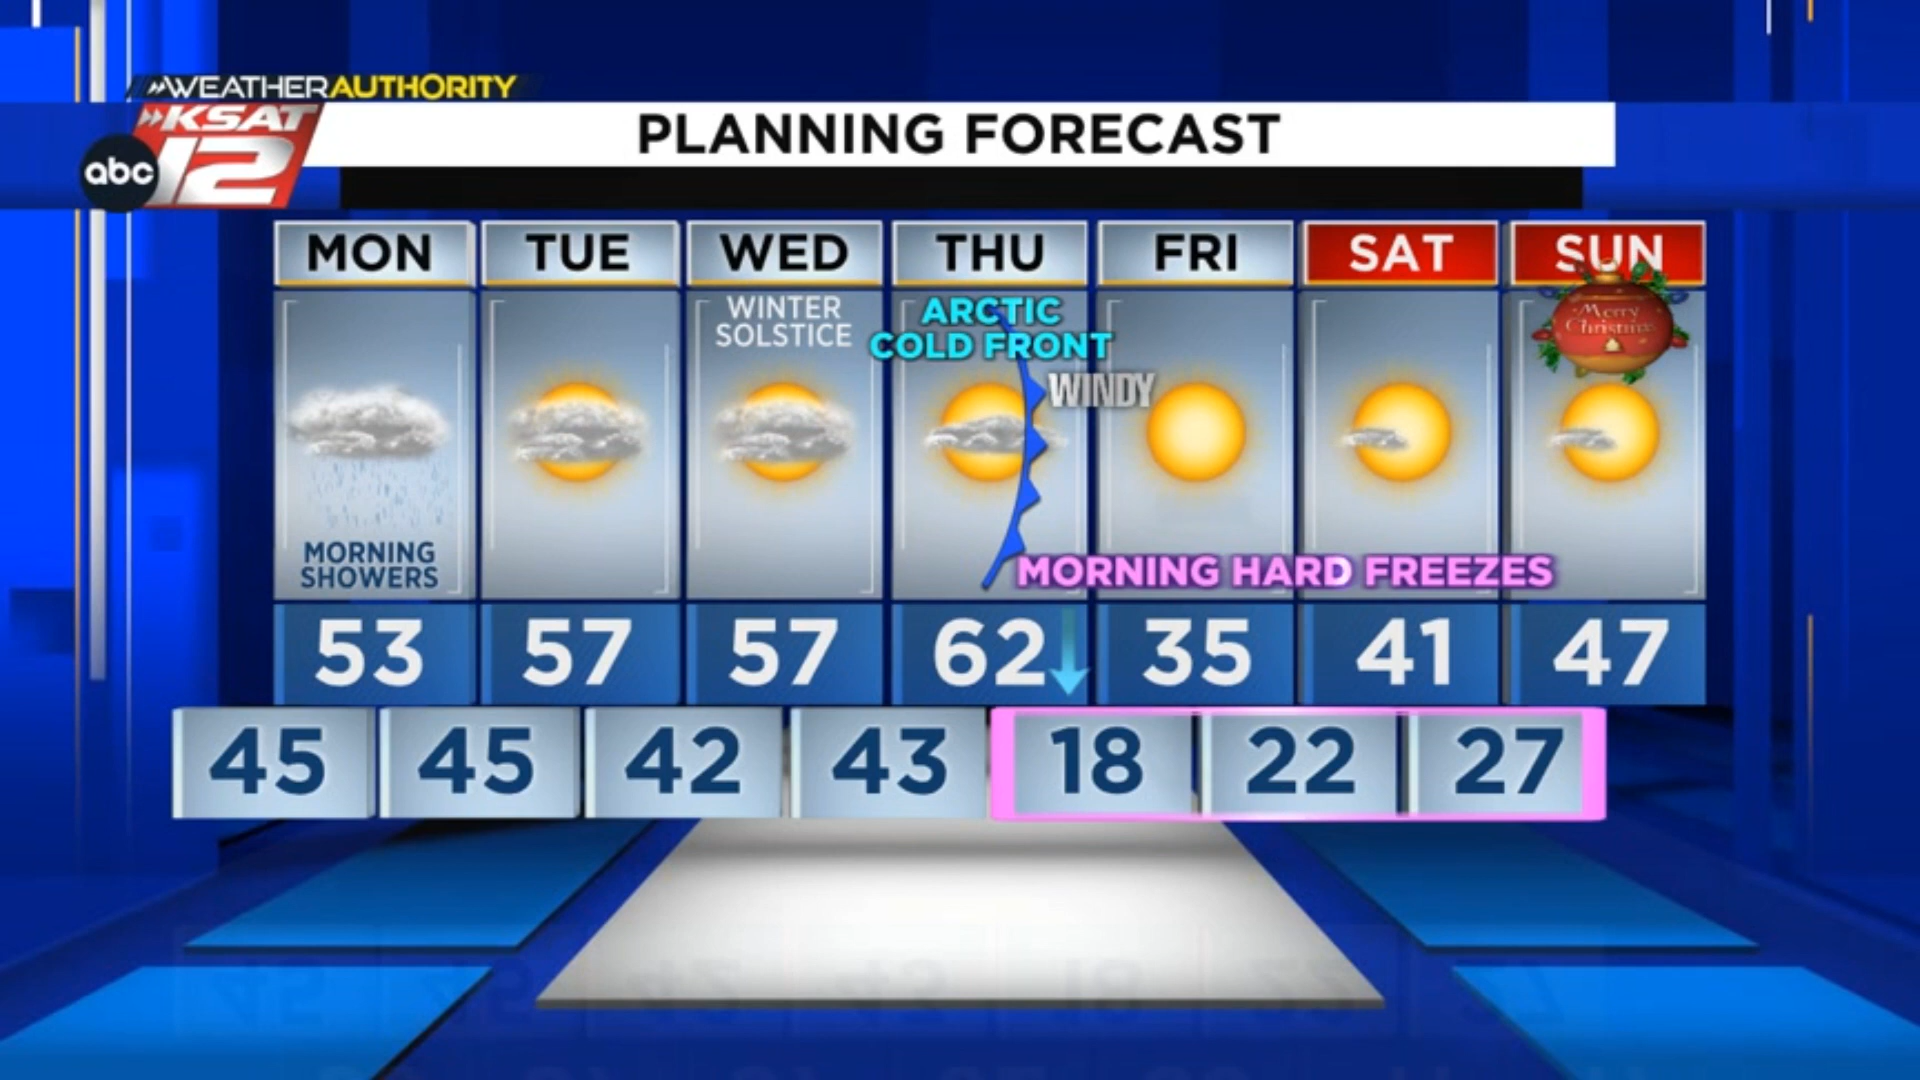 WEATHERAUTHORITY
KSAT
abc 12
PLANNING FORECAST
MON TUE WED THU FRI SAT SUN
WINTER
SOLSTICE
ARCTIC
COLD FRONT
WINDY
Merry
Christmas
MORNING
SHOWERS
MORNING HARD FREEZES
53 57 57 62 35 41 47
45 45 42 43 18 22 27